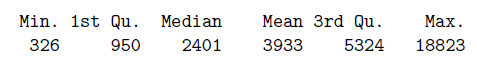 Min. 1st Qu. Median Mean 3rd Qu. Max.
326 950 2401 3933 5324 18823